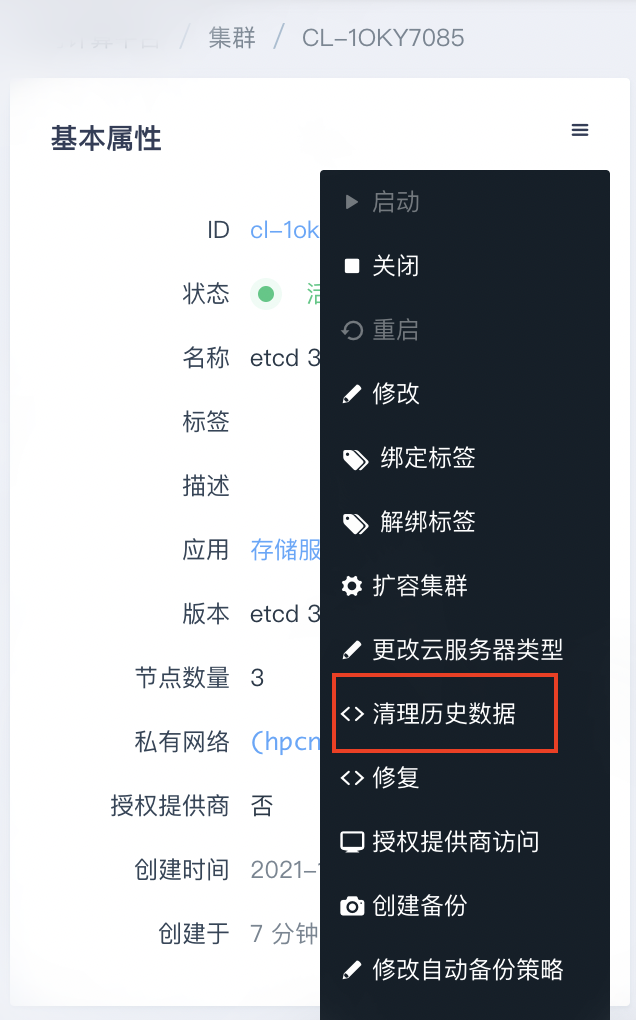 / 集群 / CL-1OKY7085
基本属性
ID cl-1ok
状态
名称 etcd 3
标签
描述
应用 存储服
版本 etcd 3
节点数量 3
私有网络 (hpcn
授权提供商 否
创建时间 2021-
创建于 7 分钟
启动
关闭
重启
修改
绑定标签
解绑标签
扩容集群
更改云服务器类型
清理历史数据
修复
授权提供商访问
创建备份
修改自动备份策略